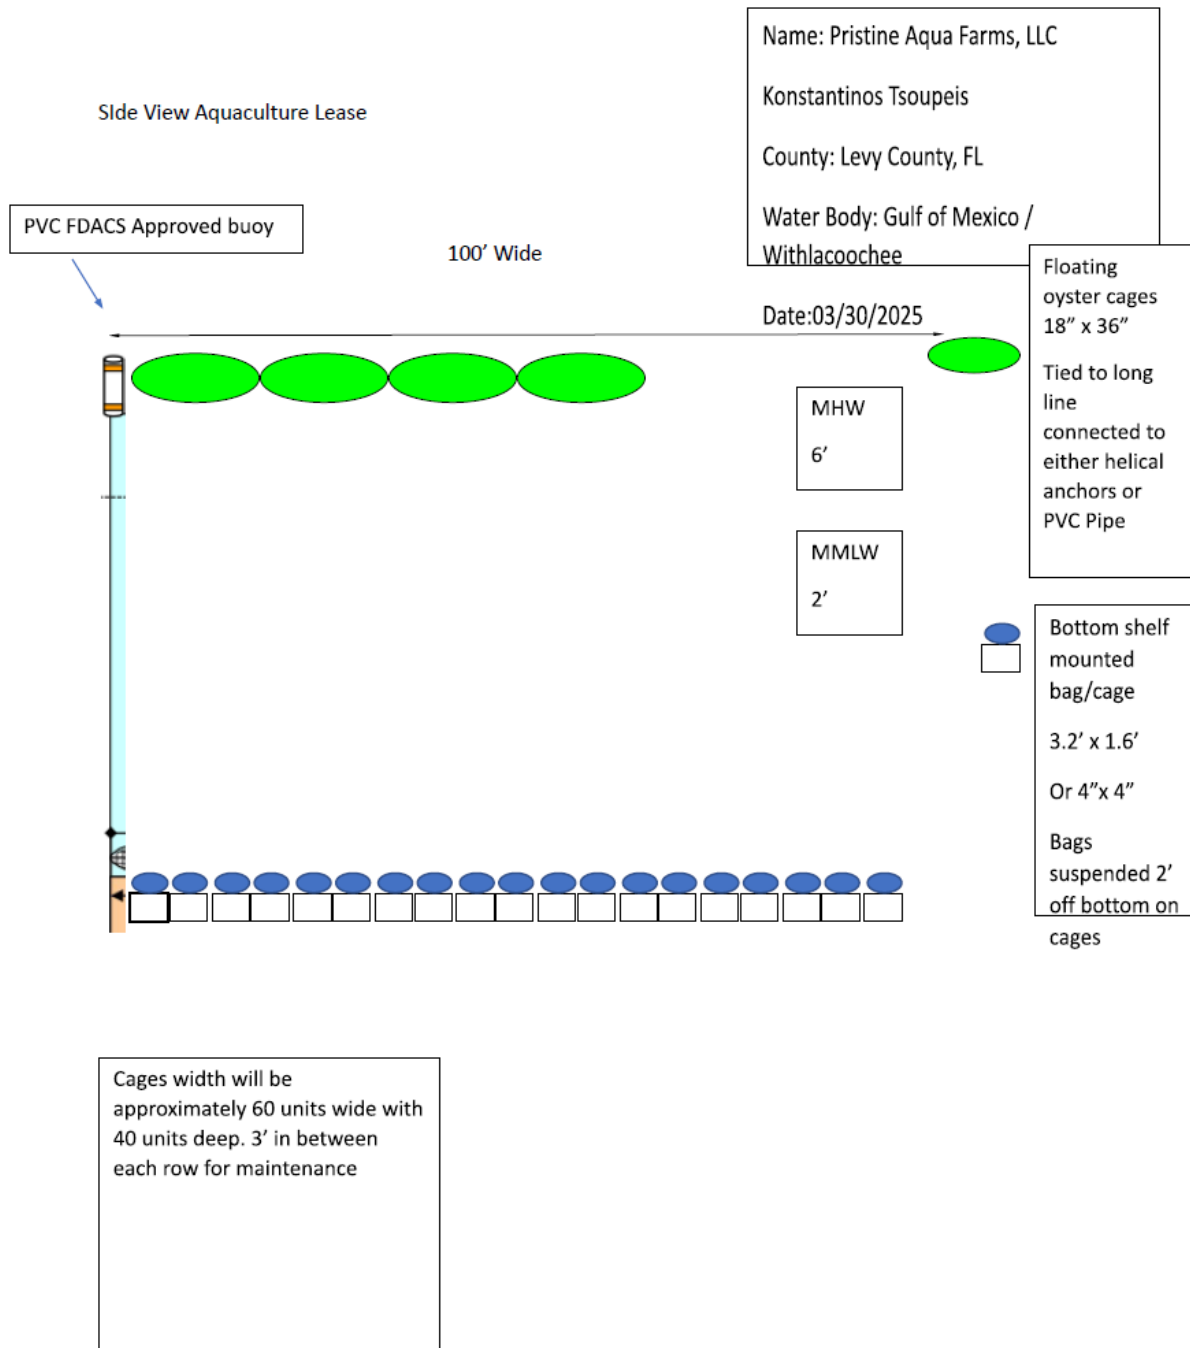 Name: Pristine Aqua Farms, LLC
Konstantinos Tsoupeis
County: Levy County, FL
Water Body: Gulf of Mexico /
Withlacoochee
Date:03/30/2025
SIde View Aquaculture Lease
PVC FDACS Approved buoy
100' Wide
Floating
oyster cages
18" x 36"
Tied to long
line
connected to
either helical
anchors or
PVC Pipe
MHW
6'
MMLW
2'
Bottom shelf
mounted
bag/cage
3.2' x 1.6'
Or 4"x 4"
Bags
suspended 2'
off bottom on
cages
Cages width will be
approximately 60 units wide with
40 units deep. 3' in between
each row for maintenance